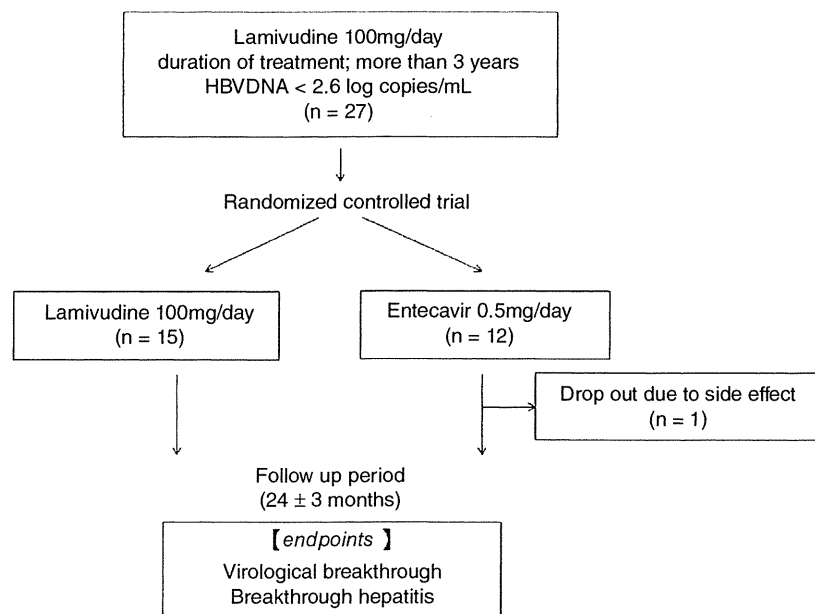 Lamivudine 100mg/day
duration of treatment; more than 3 years
HBVDNA < 2.6 log copies/mL
(n = 27)
Randomized controlled trial
Lamivudine 100mg/day
(n = 15)
Entecavir 0.5mg/day
(n = 12)
Drop out due to side effect
(n = 1)
Follow up period
(24 ± 3 months)
【endpoints 】
Virological breakthrough
Breakthrough hepatitis